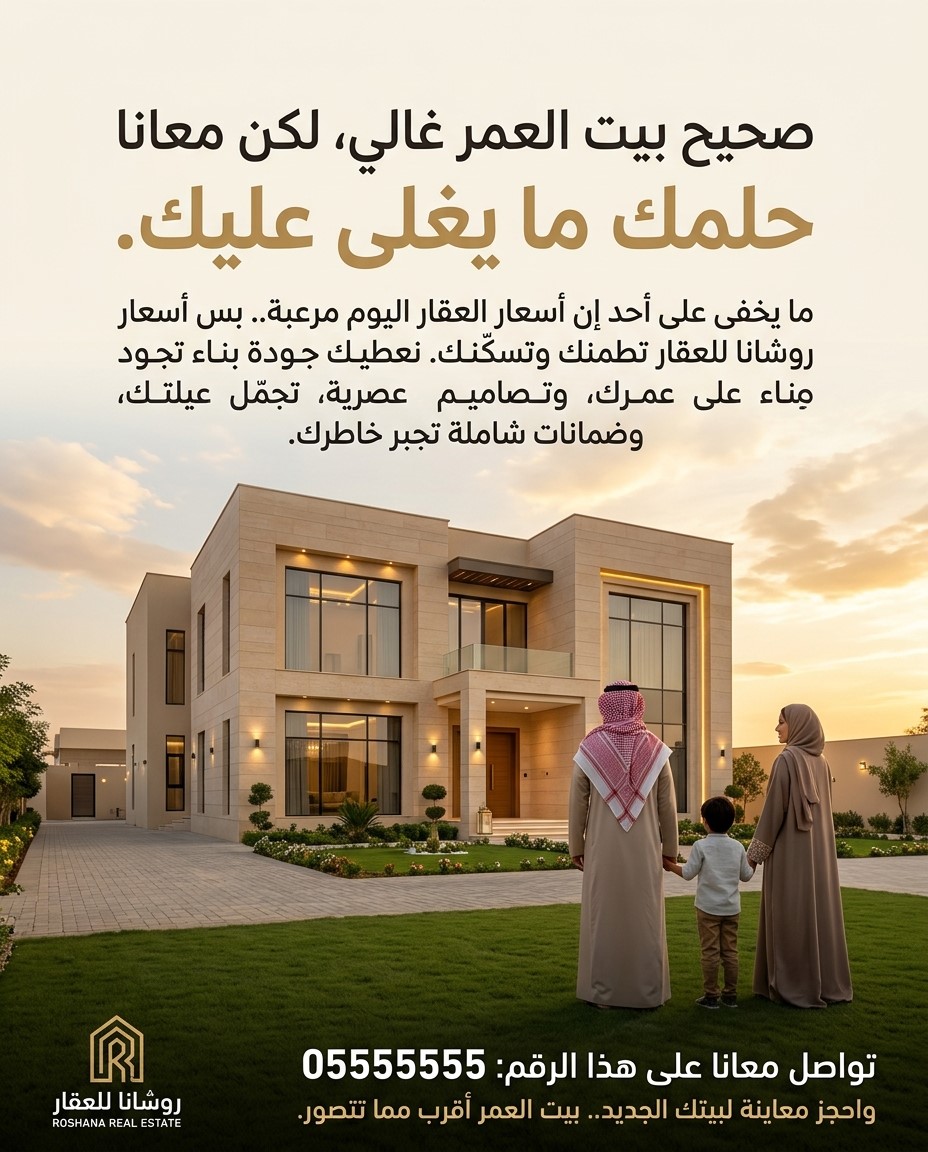 صحيح بيت العمر غالي، لكن معانا
حلمك ما يغلى عليك.
ما يخفى على أحد إن أسعار العقار اليوم مرعبة.. بس أسعار
روشانا للعقار تطمنك وتسكّنك. نعطيك جودة بناء تجود
مِناء على عمرك، وتصاميم عصرية، تجمّل عيلتك،
وضمانات شاملة تجبر خاطرك.
تواصل معانا على هذا الرقم: 05555555
واحجز معاينة لبيتك الجديد.. بيت العمر أقرب مما تتصور.
روشانا للعقار
ROSHANA REAL ESTATE